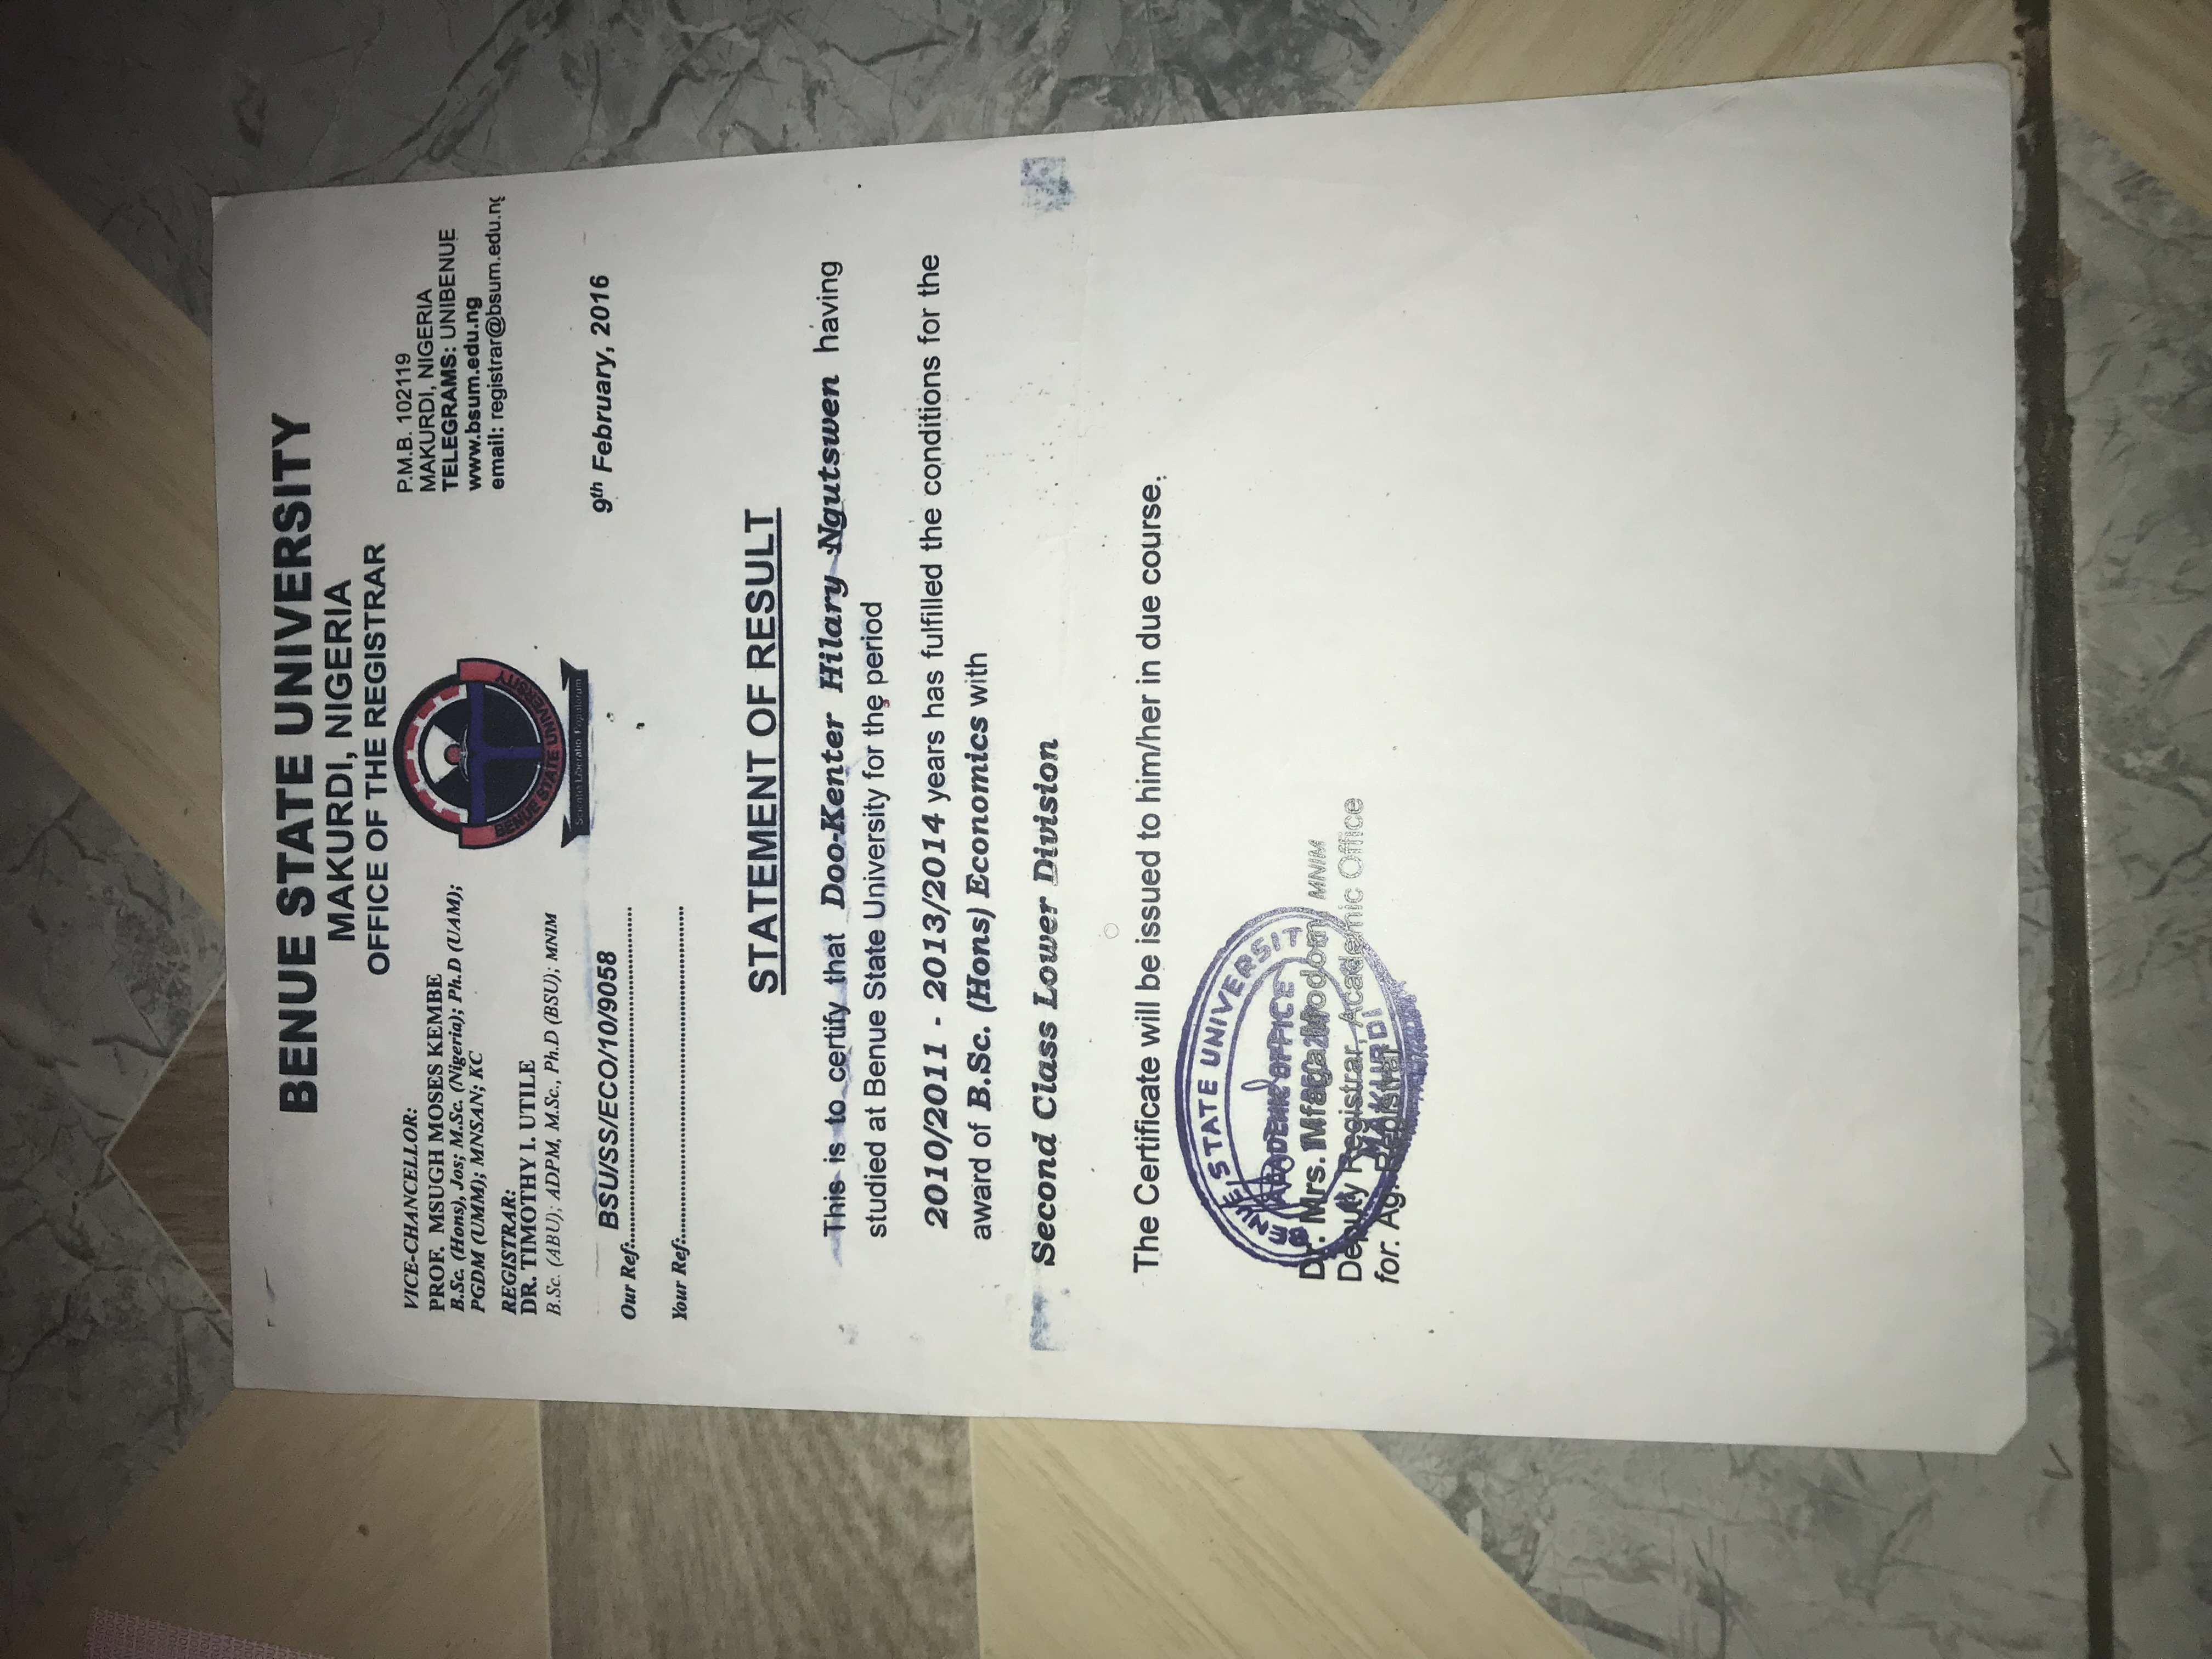 BENUE STATE UNIVERSITY
MAKURDI, NIGERIA
OFFICE OF THE REGISTRAR
VICE-CHANCELLOR:
PROF. MSUGH MOSES KEMBE
B.Sc. (Hons), Jos; M.Sc. (Nigeria); Ph.D (UAM);
PGDM (UMM); MNSAN; KC
REGISTRAR:
DR. TIMOTHY I. UTILE
B.Sc. (ABU); ADPM, M.Sc., Ph.D (BSU); MNIM
P.M.B. 102119
MAKURDI, NIGERIA
TELEGRAMS: UNIBENUE
www.bsum.edu.ng
email: registrar@bsum.edu.ng
BENUE STATE UNIVERSITY
Scientia Liberatio Populorum
Our Ref: BSU/SS/ECO/10/9058
9th February, 2016
Your Ref:
STATEMENT OF RESULT
This is to certify that Doo-Kenter Hilary Ngutswen having
studied at Benue State University for the period
2010/2011 - 2013/2014 years has fulfilled the conditions for the
award of B.Sc. (Hons) Economics with
Second Class Lower Division
The Certificate will be issued to him/her in due course.
BENUE STATE UNIVERSITY
ACADEMIC OFFICE
MAKURDI
Dr. Mrs. Mfaga Modom, MNIM
Deputy Registrar, Academic Office
for: Ag. Registrar